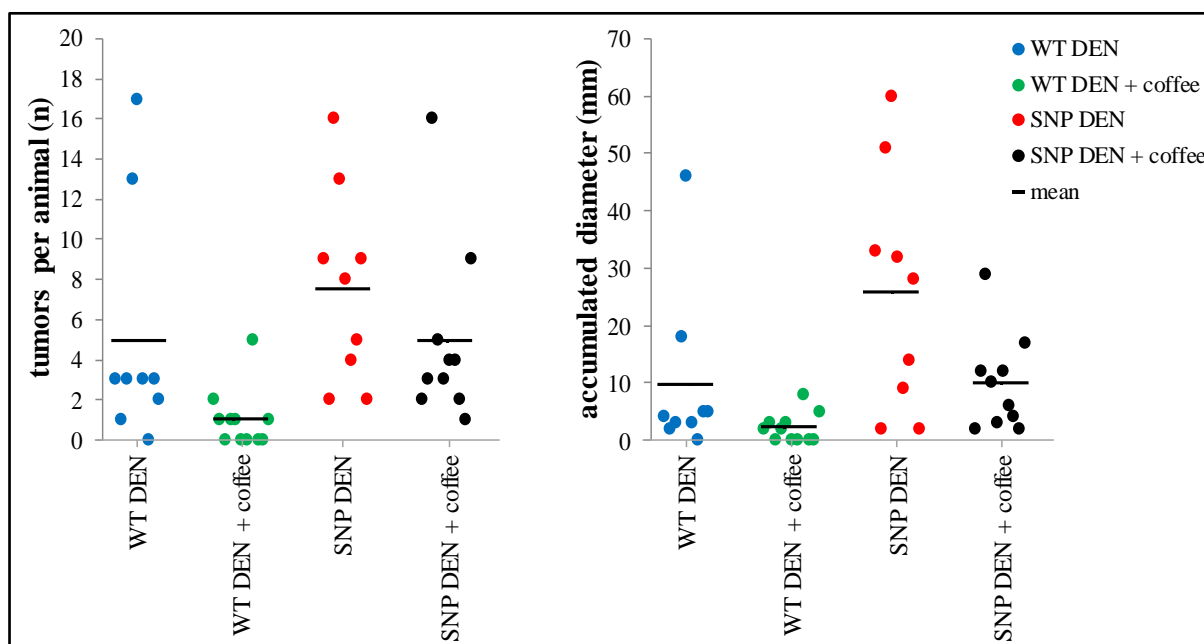 tumors per animal (n)
20
18
16
14
12
10
8
6
4
2
0
WT DEN
WT DEN + coffee
SNP DEN
SNP DEN + coffee
accumulated diameter (mm)
70
60
50
40
30
20
10
0
WT DEN
WT DEN + coffee
SNP DEN
SNP DEN + coffee
WT DEN
WT DEN + coffee
SNP DEN
SNP DEN + coffee
mean